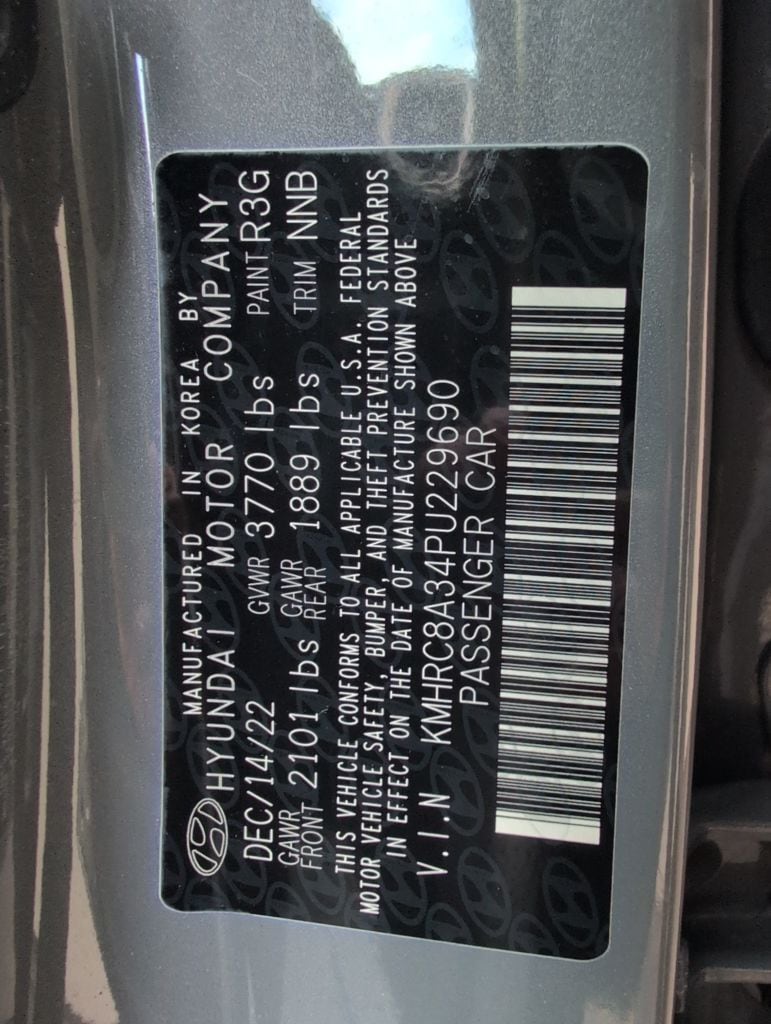 MANUFACTURED IN KOREA BY
HYUNDAI MOTOR COMPANY
DEC/14/22 GVWR 3770 lbs PAINT R3G
GAWR FRONT 2101 lbs GAWR REAR 1889 lbs TRIM NNB
THIS VEHICLE CONFORMS TO ALL APPLICABLE U.S.A. FEDERAL
MOTOR VEHICLE SAFETY, BUMPER, AND THEFT PREVENTION STANDARDS
IN EFFECT ON THE DATE OF MANUFACTURE SHOWN ABOVE
V.I.N KMHRC8A34PU229690
PASSENGER CAR